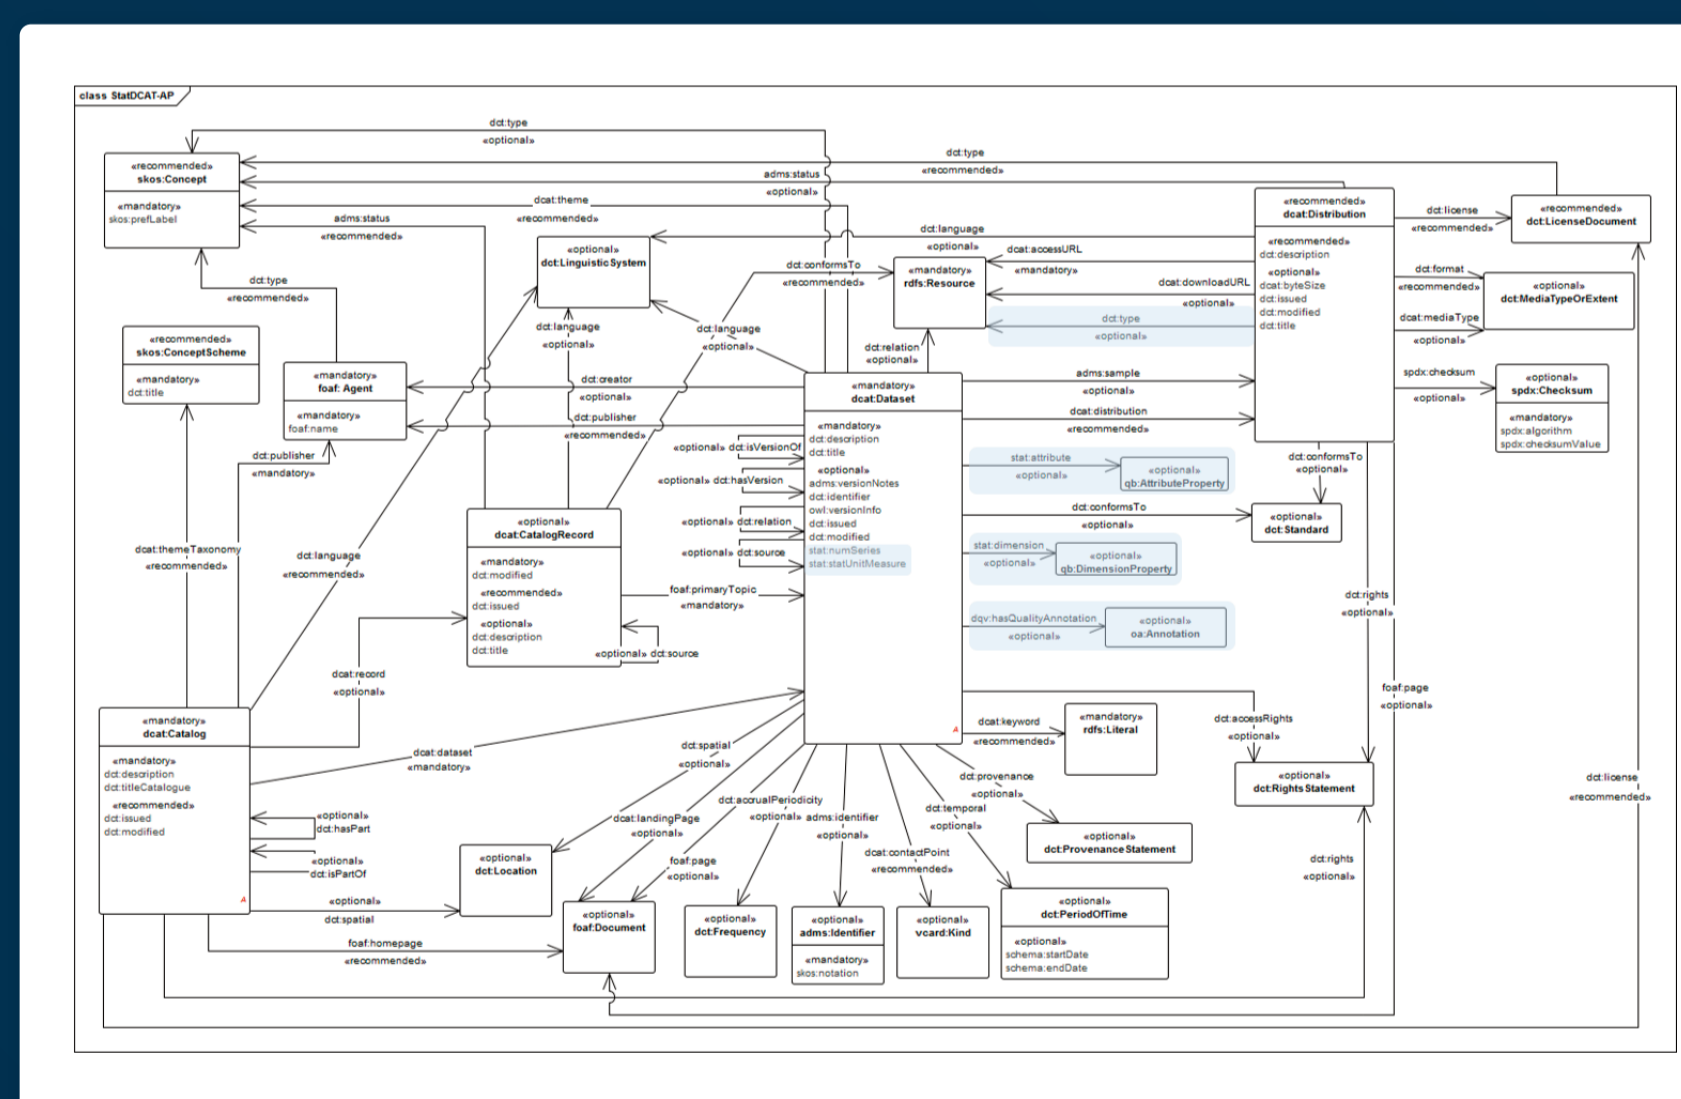 class StatDCAT-AP
dct:type
«optional»
dct:type
«recommended»
adms:status
«optional»
dcat:theme
«recommended»
adms:status
«recommended»
«recommended»
skos:Concept
«mandatory»
skos:prefLabel
dct:type
«recommended»
«recommended»
skos:ConceptScheme
«mandatory»
dct:title
«mandatory»
foaf: Agent
«mandatory»
foaf:name
dct:publisher
«mandatory»
«optional»
dct:LinguisticSystem
dct:language
«optional»
dct:language
«optional»
dct:language
«optional»
dct:conformsTo
«recommended»
«mandatory»
rdfs:Resource
dcat:accessURL
«mandatory»
dcat:downloadURL
«optional»
dct:type
«optional»
dct:relation
«optional»
«recommended»
dcat:Distribution
«recommended»
dct:description
«optional»
dcat:byteSize
dct:issued
dct:modified
dct:title
dct:license
«recommended»
«recommended»
dct:LicenseDocument
dct:format
«recommended»
dcat:mediaType
«optional»
«optional»
dct:MediaTypeOrExtent
spdx:checksum
«optional»
«optional»
spdx:Checksum
«mandatory»
spdx:algorithm
spdx:checksumValue
dct:creator
«optional»
dct:publisher
«recommended»
«mandatory»
dcat:Dataset
«mandatory»
dct:description
dct:title
«optional»
adms:versionNotes
dct:identifier
owl:versionInfo
dct:issued
dct:modified
stat:numSeries
stat:statUnitMeasure
A
«optional» dct:isVersionOf
«optional» dct:hasVersion
«optional» dct:relation
«optional» dct:source
adms:sample
«optional»
dcat:distribution
«recommended»
stat:attribute
«optional»
«optional»
qb:AttributeProperty
dct:conformsTo
«optional»
dct:conformsTo
«optional»
«optional»
dct:Standard
stat:dimension
«optional»
«optional»
qb:DimensionProperty
dqv:hasQualityAnnotation
«optional»
«optional»
oa:Annotation
«optional»
dcat:CatalogRecord
«mandatory»
dct:modified
«recommended»
dct:issued
«optional»
dct:description
dct:title
foaf:primaryTopic
«mandatory»
«optional» dct:source
dcat:themeTaxonomy
«recommended»
dct:language
«recommended»
dcat:record
«optional»
dct:rights
«optional»
foaf:page
«optional»
«mandatory»
dcat:Catalog
«mandatory»
dct:description
dct:titleCatalogue
«recommended»
dct:issued
dct:modified
A
«optional»
dct:hasPart
«optional»
dct:isPartOf
«optional»
dct:spatial
foaf:homepage
«recommended»
dcat:dataset
«mandatory»
dct:spatial
«optional»
dcat:landingPage
«optional»
foaf:page
«optional»
dct:accrualPeriodicity
«optional»
adms:identifier
«optional»
dcat:contactPoint
«recommended»
dct:temporal
«optional»
dct:provenance
«optional»
dcat:keyword
«recommended»
«mandatory»
rdfs:Literal
dct:accessRights
«optional»
«optional»
dct:RightsStatement
dct:license
«recommended»
dct:rights
«optional»
«optional»
dct:ProvenanceStatement
«optional»
dct:Location
«optional»
foaf:Document
«optional»
dct:Frequency
«optional»
adms:Identifier
«mandatory»
skos:notation
«optional»
vcard:Kind
«optional»
dct:PeriodOfTime
«optional»
schema:startDate
schema:endDate